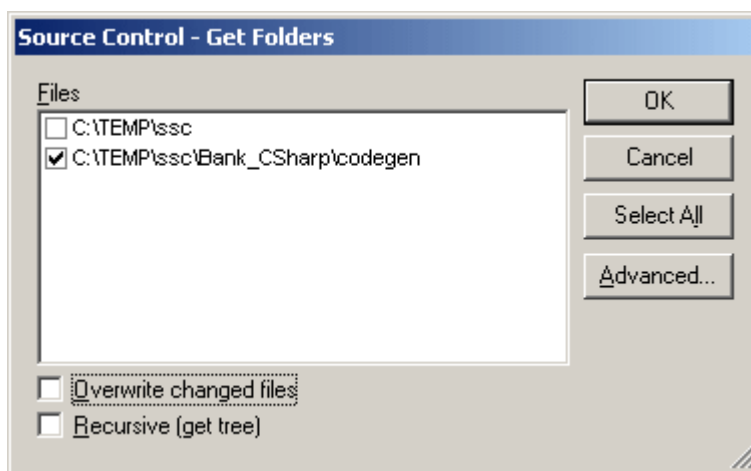 Source Control - Get Folders
Files
C:\TEMP\ssc
C:\TEMP\ssc\Bank_CSharp\codegen
OK
Cancel
Select All
Advanced...
Overwrite changed files
Recursive (get tree)